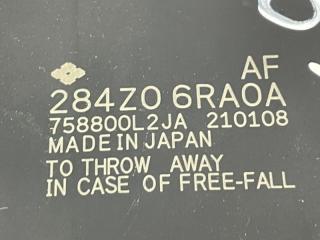 AF
284Z0 6RA0A
758800L2JA 210108
MADE IN JAPAN
TO THROW AWAY
IN CASE OF FREE-FALL